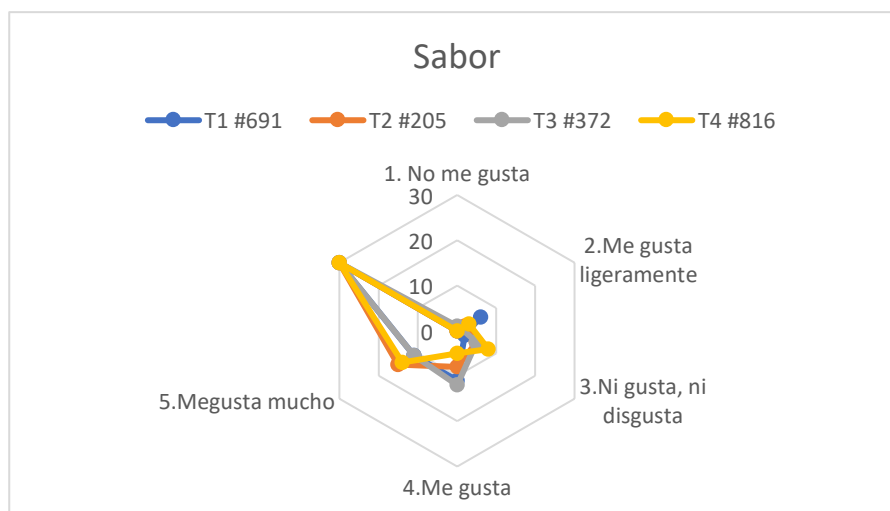 Sabor
T1 #691
T2 #205
T3 #372
T4 #816
1. No me gusta
30
20
10
0
2.Me gusta
ligeramente
3.Ni gusta, ni
disgusta
4.Me gusta
5.Megusta mucho